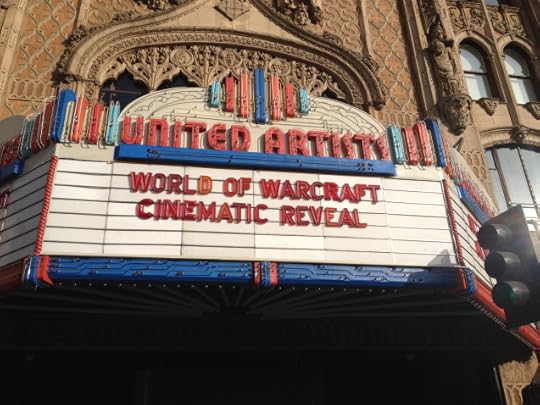 UNITED ARTISTS
WORLD OF WARCRAFT
CINEMATIC REVEAL